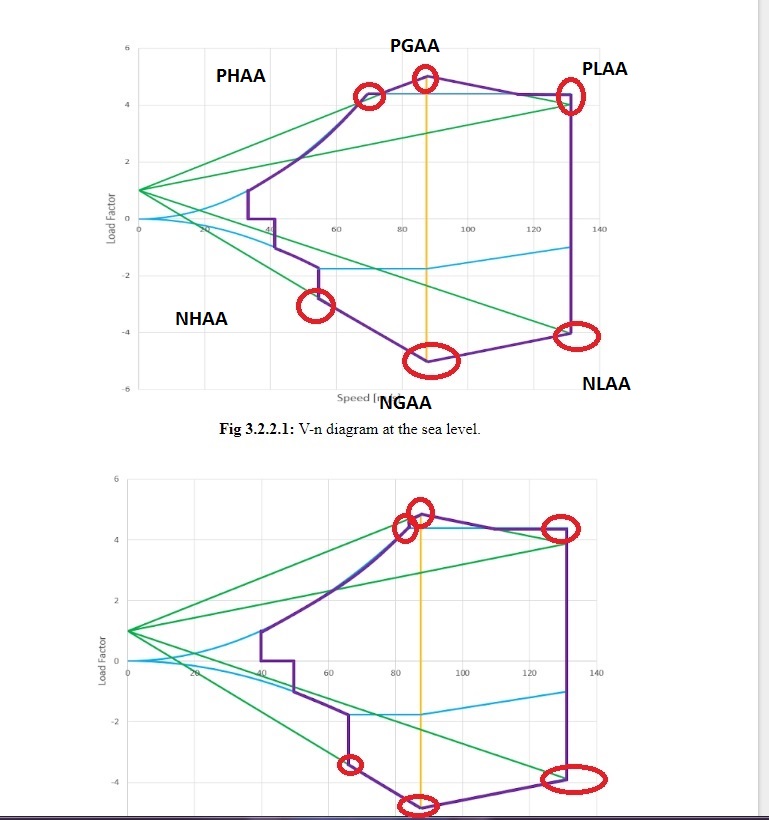 PGAA
6
PLAA
PHAA
4
2
Load Factor
0
0 20 40 60 80 100 120 140
-2
NHAA
-4
NLAA
-6
Speed [
NGAA
Fig 3.2.2.1: V-n diagram at the sea level.
6
4
2
Load Factor
0
0 20 40 60 80 100 120 140
-2
-4